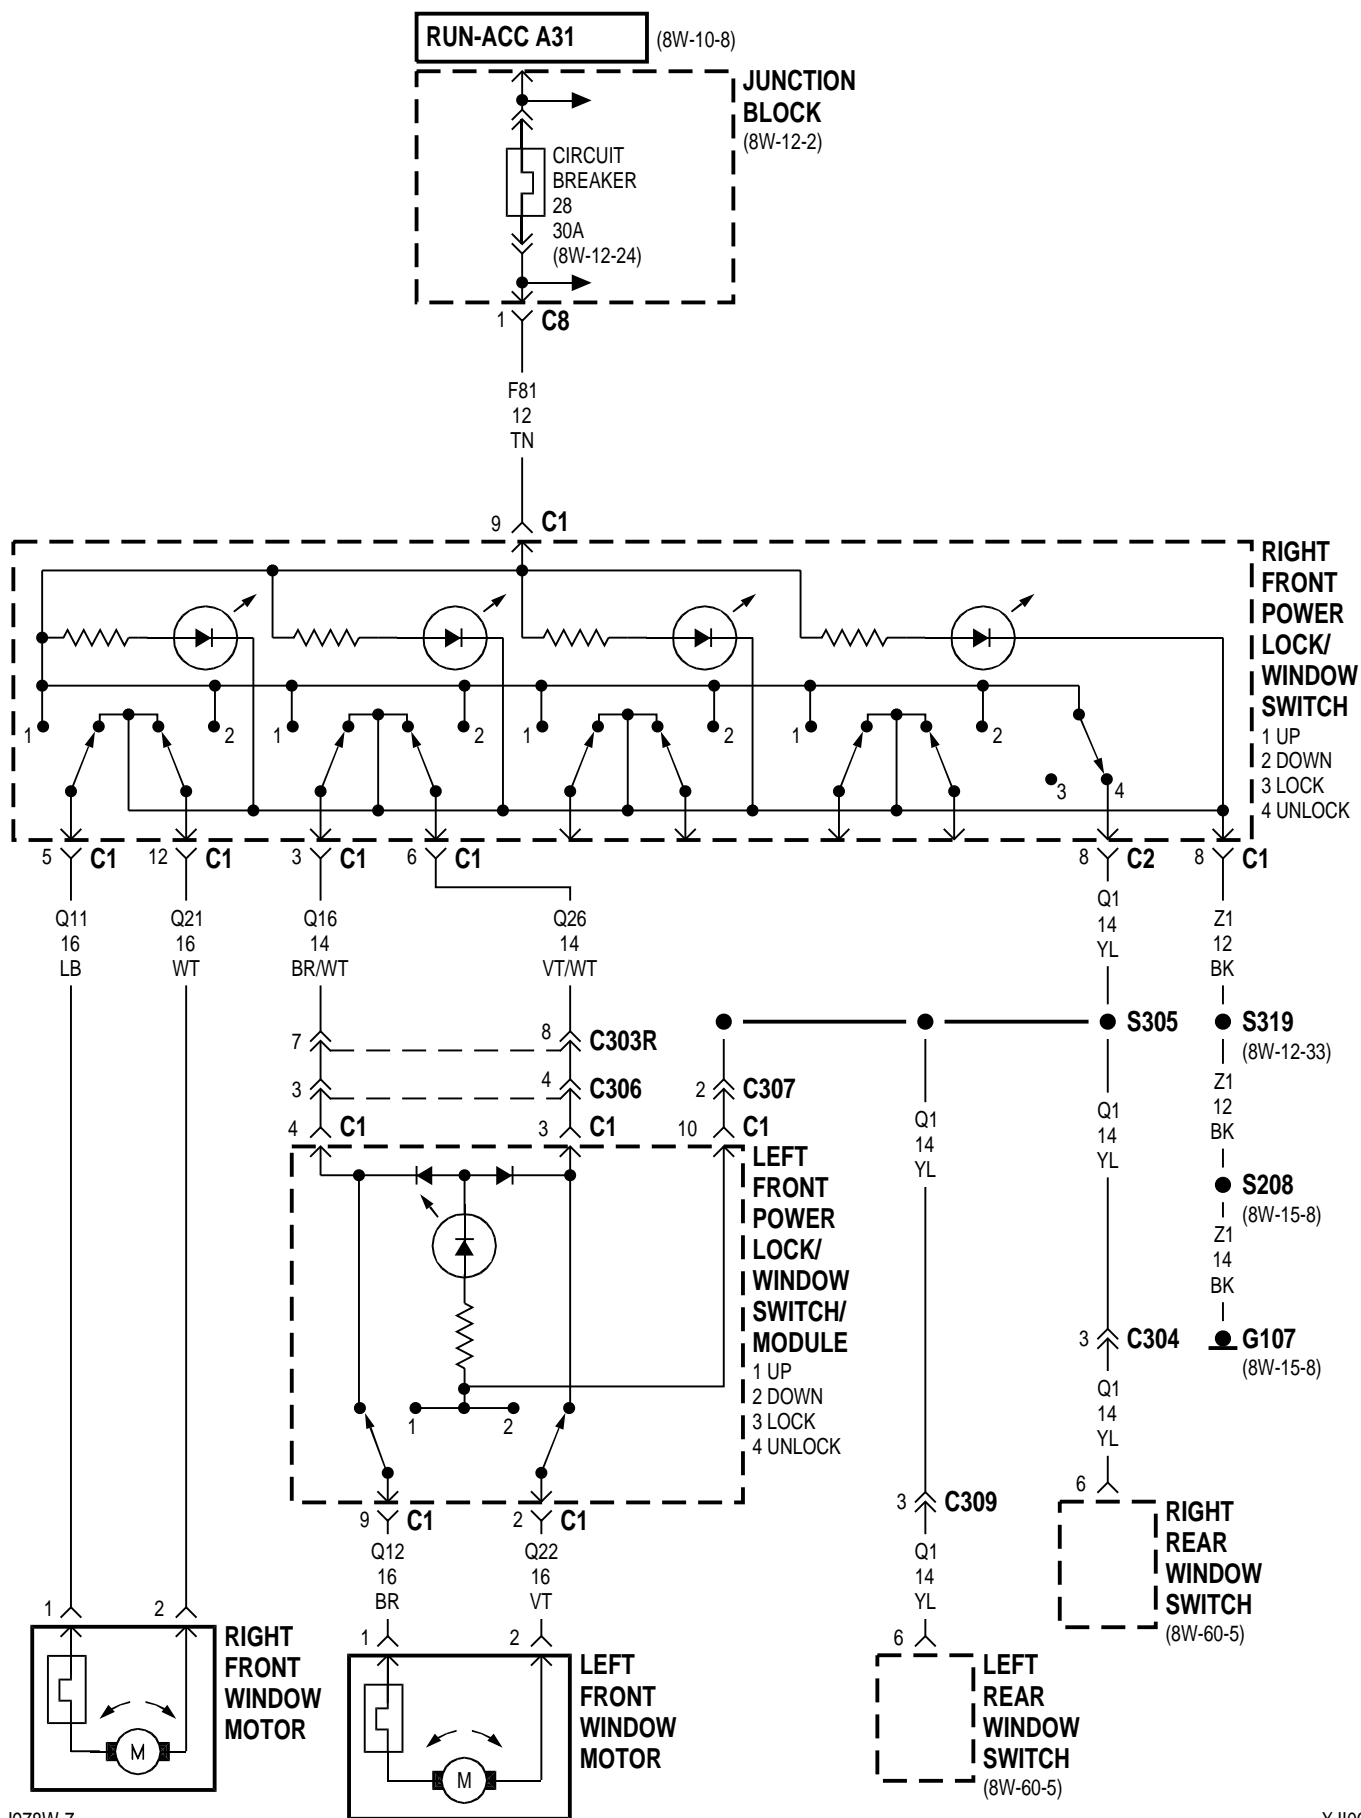 RUN-ACC A31
(8W-10-8)
JUNCTION
BLOCK
(8W-12-2)
CIRCUIT
BREAKER
28
30A
(8W-12-24)
1
C8
F81
12
TN
9
C1
RIGHT
FRONT
POWER
LOCK/
WINDOW
SWITCH
1 UP
2 DOWN
3 LOCK
4 UNLOCK
1
2
1
2
1
2
1
2
3
4
5 C1
12 C1
3 C1
6 C1
8 C2
8 C1
Q11
16
LB
Q21
16
WT
Q16
14
BR/WT
Q26
14
VT/WT
Q1
14
YL
Z1
12
BK
7
8
C303R
3
4
C306
2
C307
S305
S319
(8W-12-33)
4 C1
3 C1
10 C1
Q1
14
YL
Q1
14
YL
Z1
12
BK
S208
(8W-15-8)
Z1
14
BK
G107
(8W-15-8)
LEFT
FRONT
POWER
LOCK/
WINDOW
SWITCH/
MODULE
1 UP
2 DOWN
3 LOCK
4 UNLOCK
1
2
3
C304
Q1
14
YL
6
9 C1
2 C1
3
C309
Q12
16
BR
Q22
16
VT
Q1
14
YL
RIGHT
REAR
WINDOW
SWITCH
(8W-60-5)
1
2
RIGHT
FRONT
WINDOW
MOTOR
M
1
2
LEFT
FRONT
WINDOW
MOTOR
M
6
LEFT
REAR
WINDOW
SWITCH
(8W-60-5)